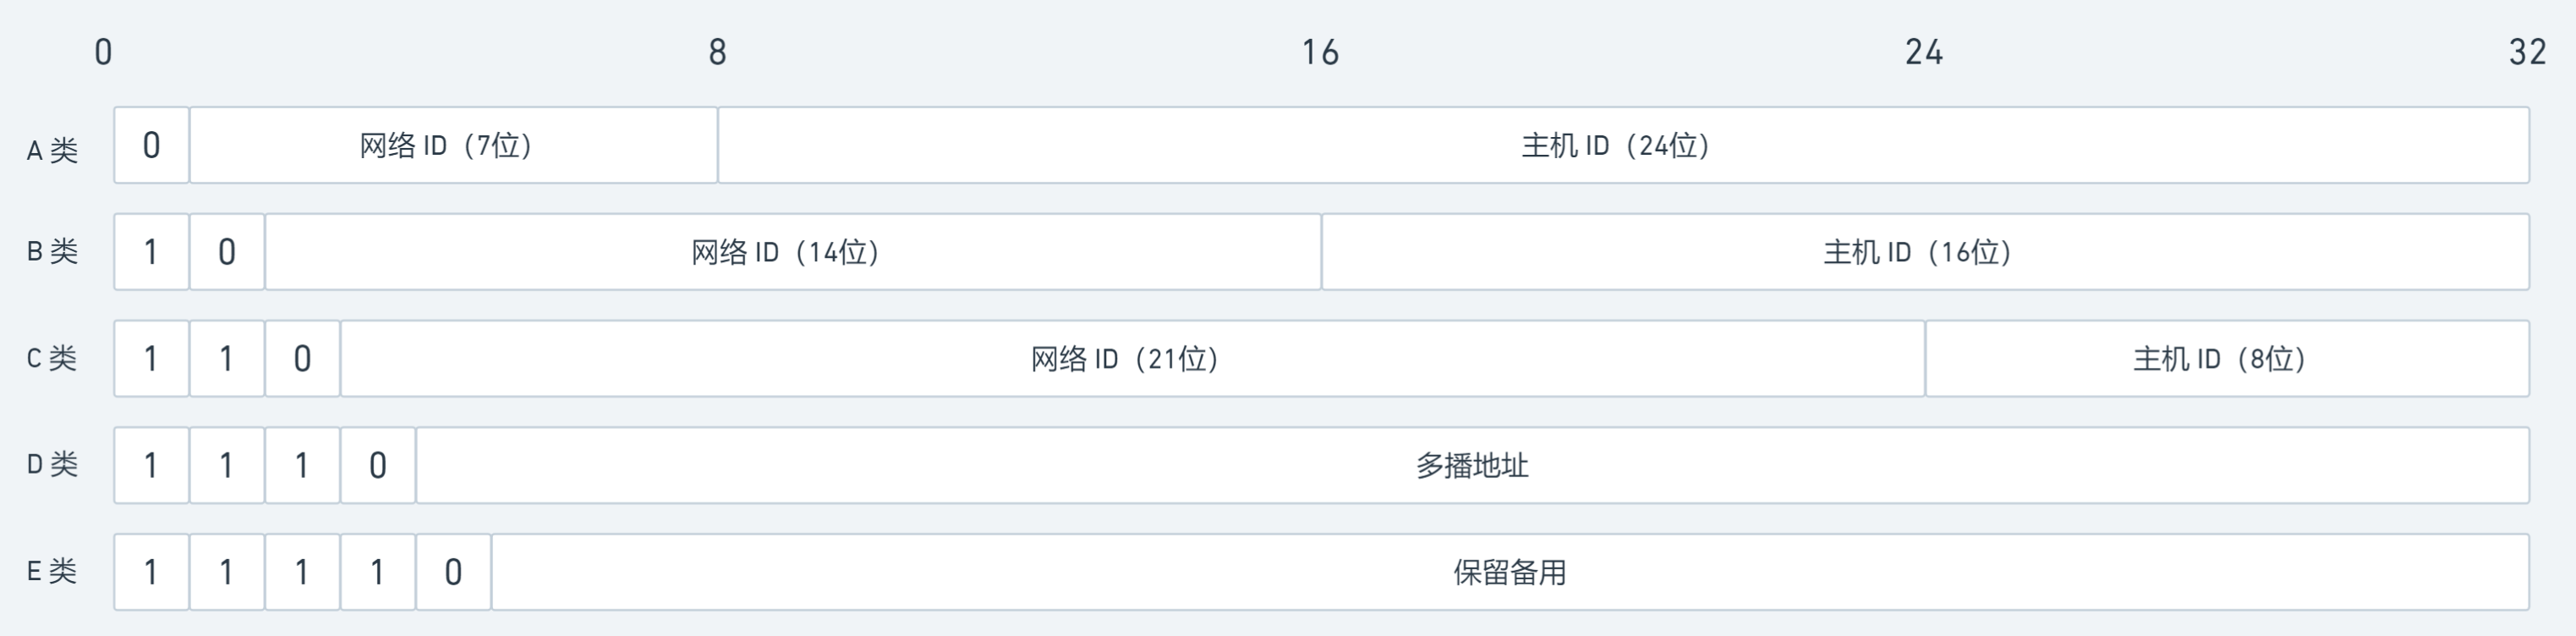 0 8 16 24 32
A 类 0 网络 ID（7位） 主机 ID（24位）
B 类 1 0 网络 ID（14位） 主机 ID（16位）
C 类 1 1 0 网络 ID（21位） 主机 ID（8位）
D 类 1 1 1 0 多播地址
E 类 1 1 1 1 0 保留备用